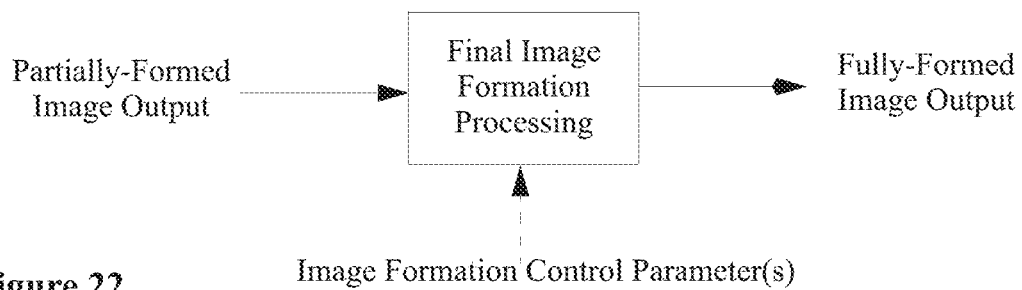 Partially-Formed
Image Output
Final Image
Formation
Processing
Fully-Formed
Image Output
Image Formation Control Parameter(s)
igure 22